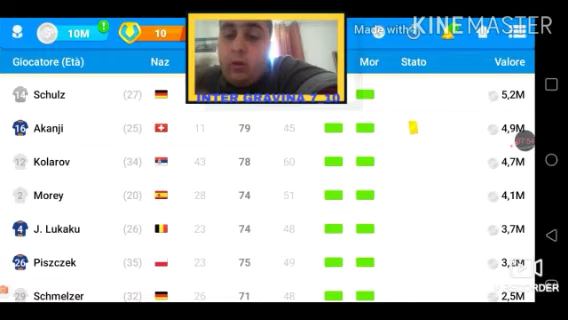 10M 10 Made with KINEMASTER
Giocatore (Età) Naz Mor Stato Valore
INTER GRAVINA 7 10
14 Schulz (27) 5,2M
16 Akanji (25) 11 79 45 4,9M
12 Kolarov (34) 43 78 60 4,7M
2 Morey (20) 28 74 51 4,1M
4 J. Lukaku (26) 23 74 48 3,7M
26 Piszczek (35) 23 75 49
29 Schmelzer (32) 26 71 48 2,5M